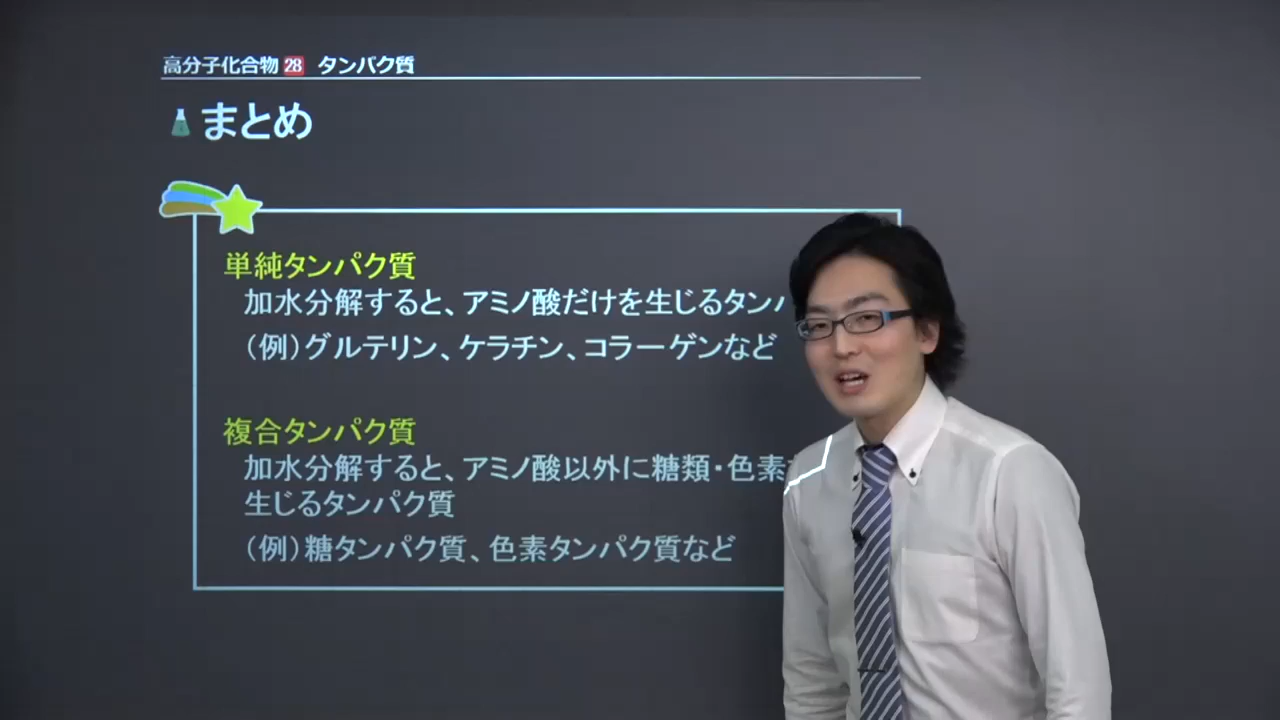 高分子化合物 28 タンパク質
まとめ
単純タンパク質
加水分解すると、アミノ酸だけを生じるタン
（例）グルテリン、ケラチン、コラーゲンなど
複合タンパク質
加水分解すると、アミノ酸以外に糖類・色素
生じるタンパク質
（例）糖タンパク質、色素タンパク質など